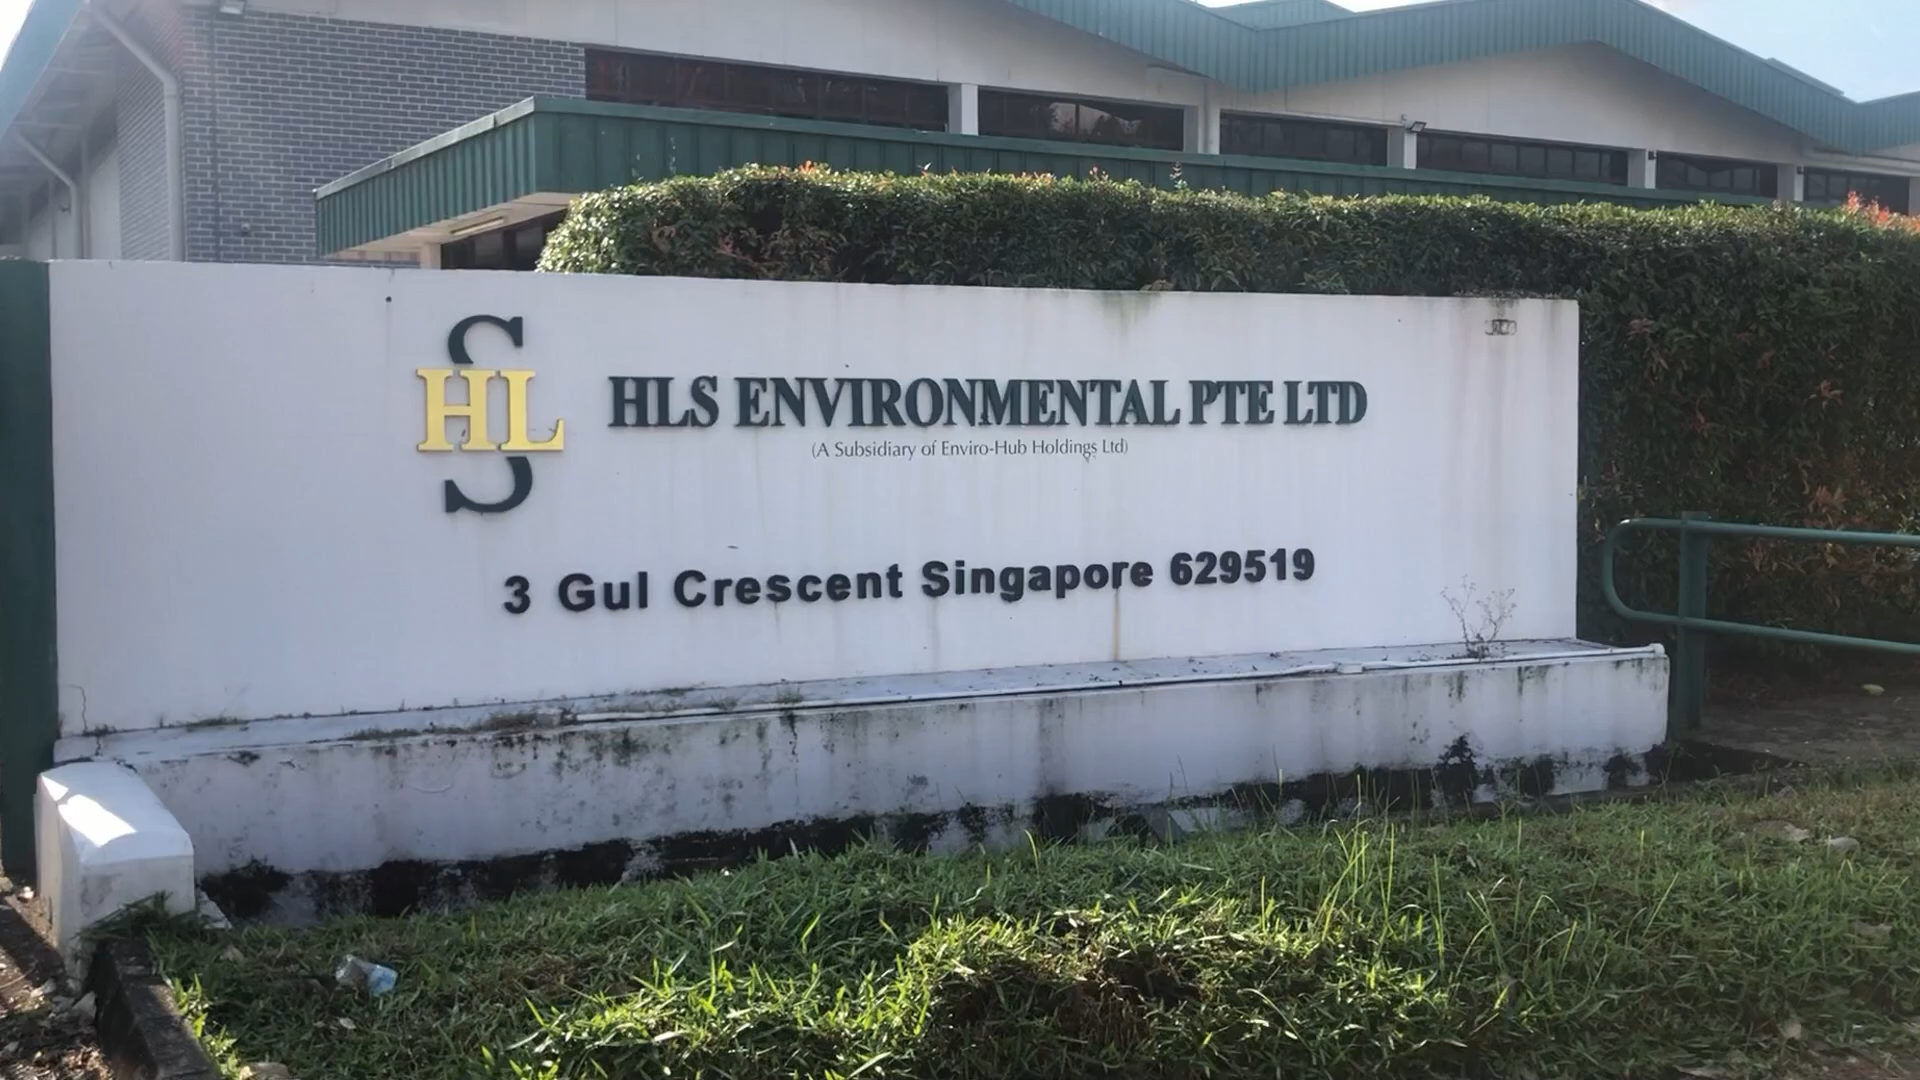 HLS
HLS ENVIRONMENTAL PTE LTD
(A Subsidiary of Enviro-Hub Holdings Ltd)
3 Gul Crescent Singapore 629519